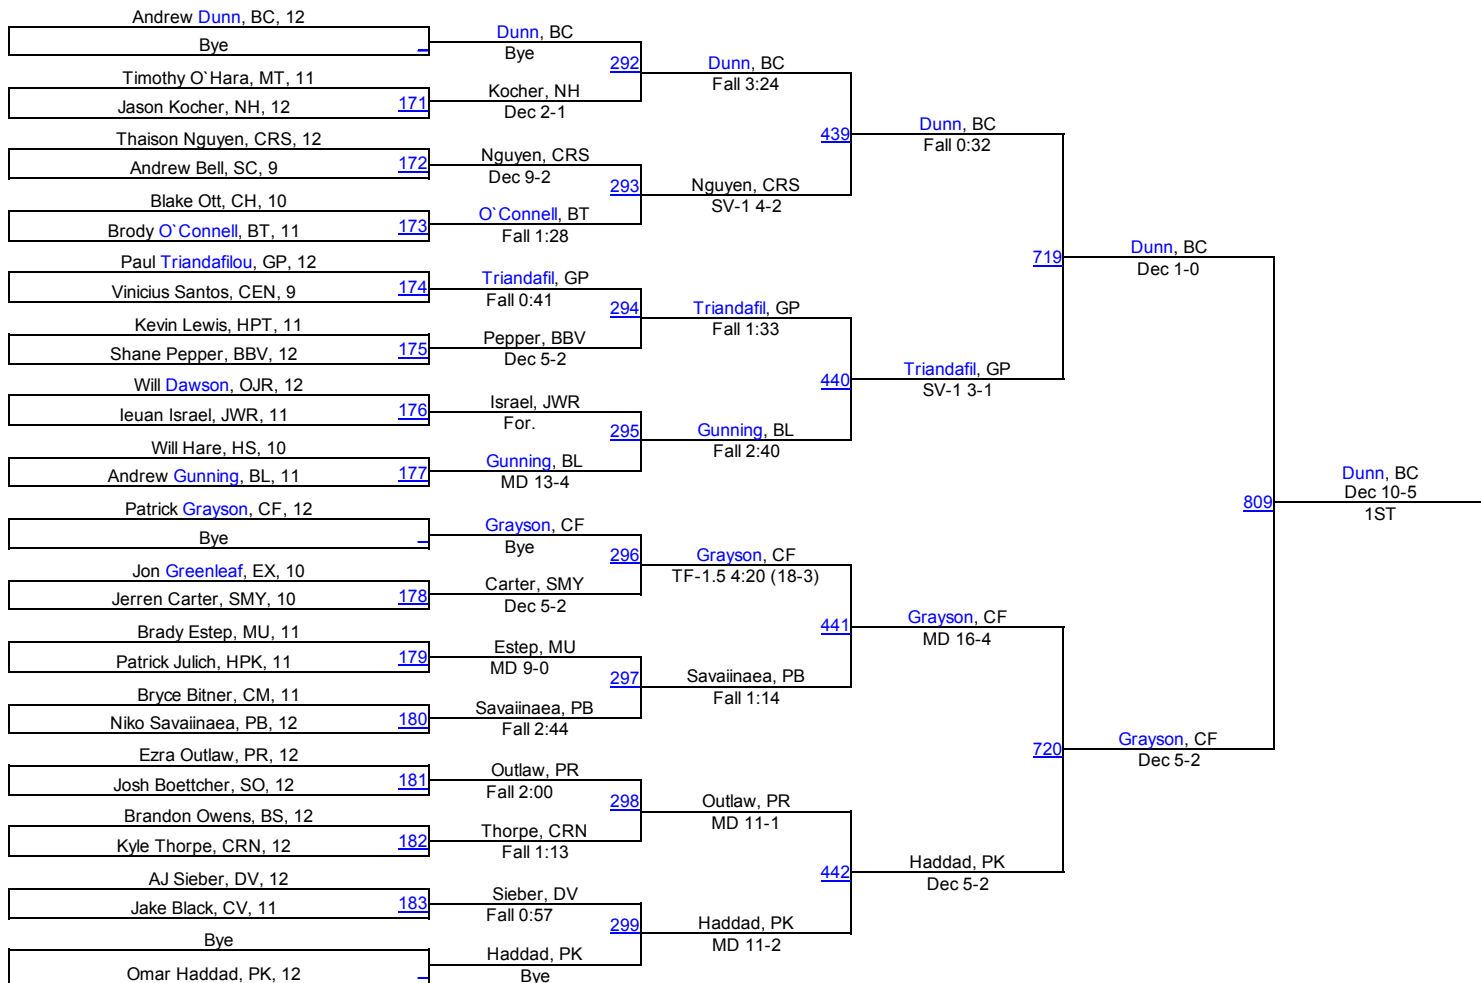 Andrew Dunn, BC, 12
Bye
Timothy O`Hara, MT, 11
Jason Kocher, NH, 12
171
Thaison Nguyen, CRS, 12
Andrew Bell, SC, 9
172
Blake Ott, CH, 10
Brody O`Connell, BT, 11
173
Paul Triandafilou, GP, 12
Vinicius Santos, CEN, 9
174
Kevin Lewis, HPT, 11
Shane Pepper, BBV, 12
175
Will Dawson, OJR, 12
Ieuan Israel, JWR, 11
176
Will Hare, HS, 10
Andrew Gunning, BL, 11
177
Patrick Grayson, CF, 12
Bye
Jon Greenleaf, EX, 10
Jerren Carter, SMY, 10
178
Brady Estep, MU, 11
Patrick Julich, HPK, 11
179
Bryce Bitner, CM, 11
Niko Savaiinaea, PB, 12
180
Ezra Outlaw, PR, 12
Josh Boettcher, SO, 12
181
Brandon Owens, BS, 12
Kyle Thorpe, CRN, 12
182
AJ Sieber, DV, 12
Jake Black, CV, 11
183
Bye
Omar Haddad, PK, 12
Dunn, BC
Bye
292
Kocher, NH
Dec 2-1
Nguyen, CRS
Dec 9-2
293
O`Connell, BT
Fall 1:28
Triandafil, GP
Fall 0:41
294
Pepper, BBV
Dec 5-2
Israel, JWR
For.
295
Gunning, BL
MD 13-4
Grayson, CF
Bye
296
Carter, SMY
Dec 5-2
Estep, MU
MD 9-0
297
Savaiinaea, PB
Fall 2:44
Outlaw, PR
Fall 2:00
298
Thorpe, CRN
Fall 1:13
Sieber, DV
Fall 0:57
299
Haddad, PK
Bye
Dunn, BC
Fall 3:24
439
Nguyen, CRS
SV-1 4-2
Triandafil, GP
Fall 1:33
440
Gunning, BL
Fall 2:40
Grayson, CF
TF-1.5 4:20 (18-3)
441
Savaiinaea, PB
Fall 1:14
Outlaw, PR
MD 11-1
442
Haddad, PK
MD 11-2
Dunn, BC
Fall 0:32
719
Triandafil, GP
SV-1 3-1
Grayson, CF
MD 16-4
720
Haddad, PK
Dec 5-2
Dunn, BC
Dec 1-0
809
Grayson, CF
Dec 5-2
Dunn, BC
Dec 10-5
1ST